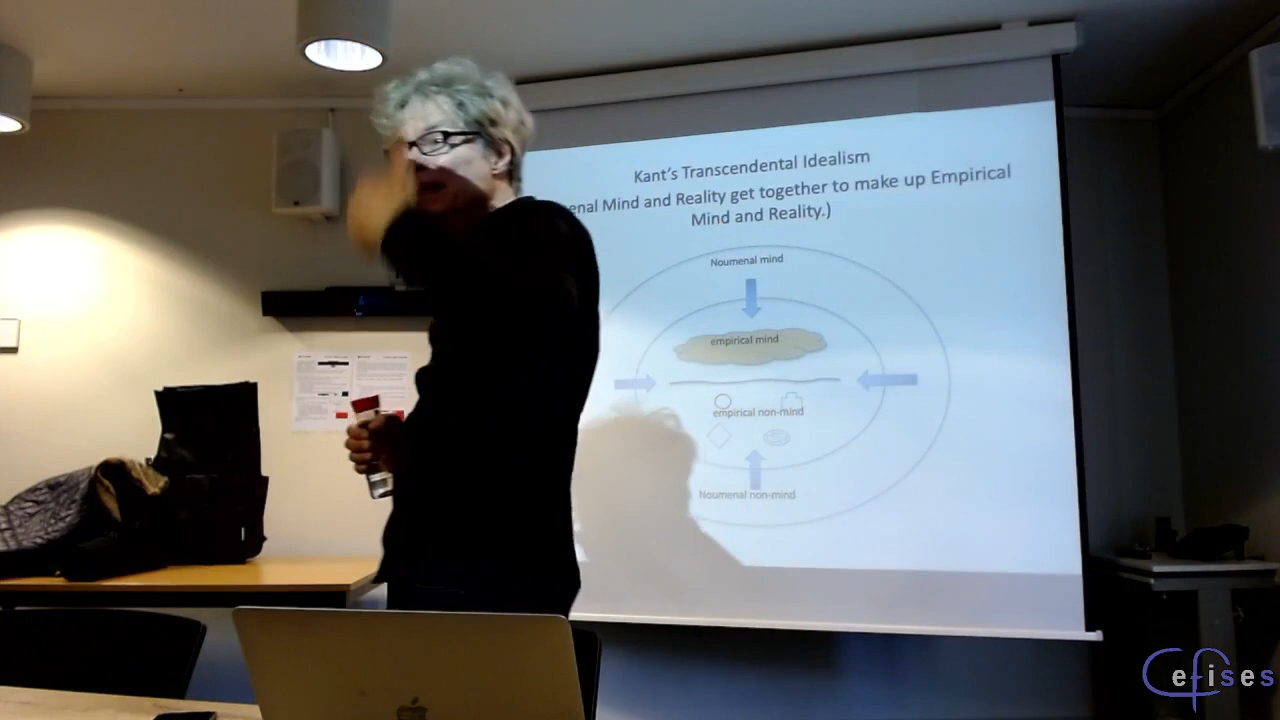 Kant's Transcendental Idealism
enal Mind and Reality get together to make up Empirical
Mind and Reality.)
Noumenal mind
empirical mind
empirical non-mind
Noumenal non-mind
Cefises